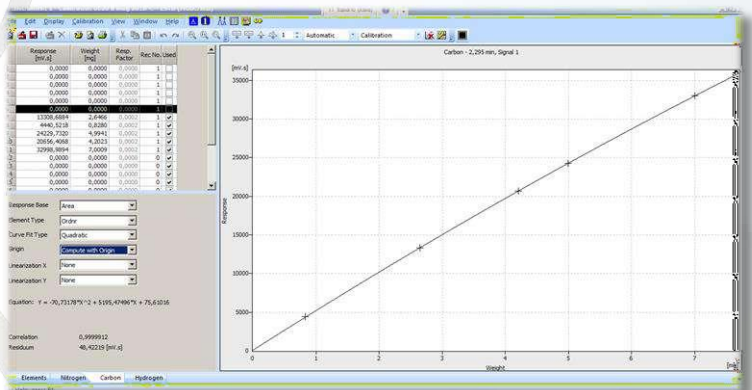 Edit Display Calibration View Window Help
1 Automatic Calibration
Response [mV.s] Weight [mg] Resp. Factor Rec No. Used
0,0000 0,0000 0,0000 1
0,0000 0,0000 0,0000 1
0,0000 0,0000 0,0000 1
0,0000 0,0000 0,0000 1
0,0000 0,0000 0,0000 1
0,0000 0,0000 0,0000 1
13308,6884 2,6466 0,0002 1
4440,5218 0,8280 0,0002 1
24229,7320 4,9941 0,0002 1
20656,4068 4,2023 0,0002 1
32998,9894 7,0009 0,0002 1
0,0000 0,0000 0,0000 0
0,0000 0,0000 0,0000 0
0,0000 0,0000 0,0000 0
0,0000 0,0000 0,0000 0
Response Base Area
Element Type Ordnr
Curve Fit Type Quadratic
Origin Compute with Origin
Linearization X None
Linearization Y None
Equation: Y = -70,73178*X^2 + 5195,47496*X + 75,61016
Correlation 0,9999912
Residuum 48,42219 [mV.s]
Elements Nitrogen Carbon Hydrogen
Carbon - 2,295 min, Signal 1
[mV.s]
35000
30000
25000
20000
15000
10000
5000
0
Response
0 1 2 3 4 5 6 7
Weight